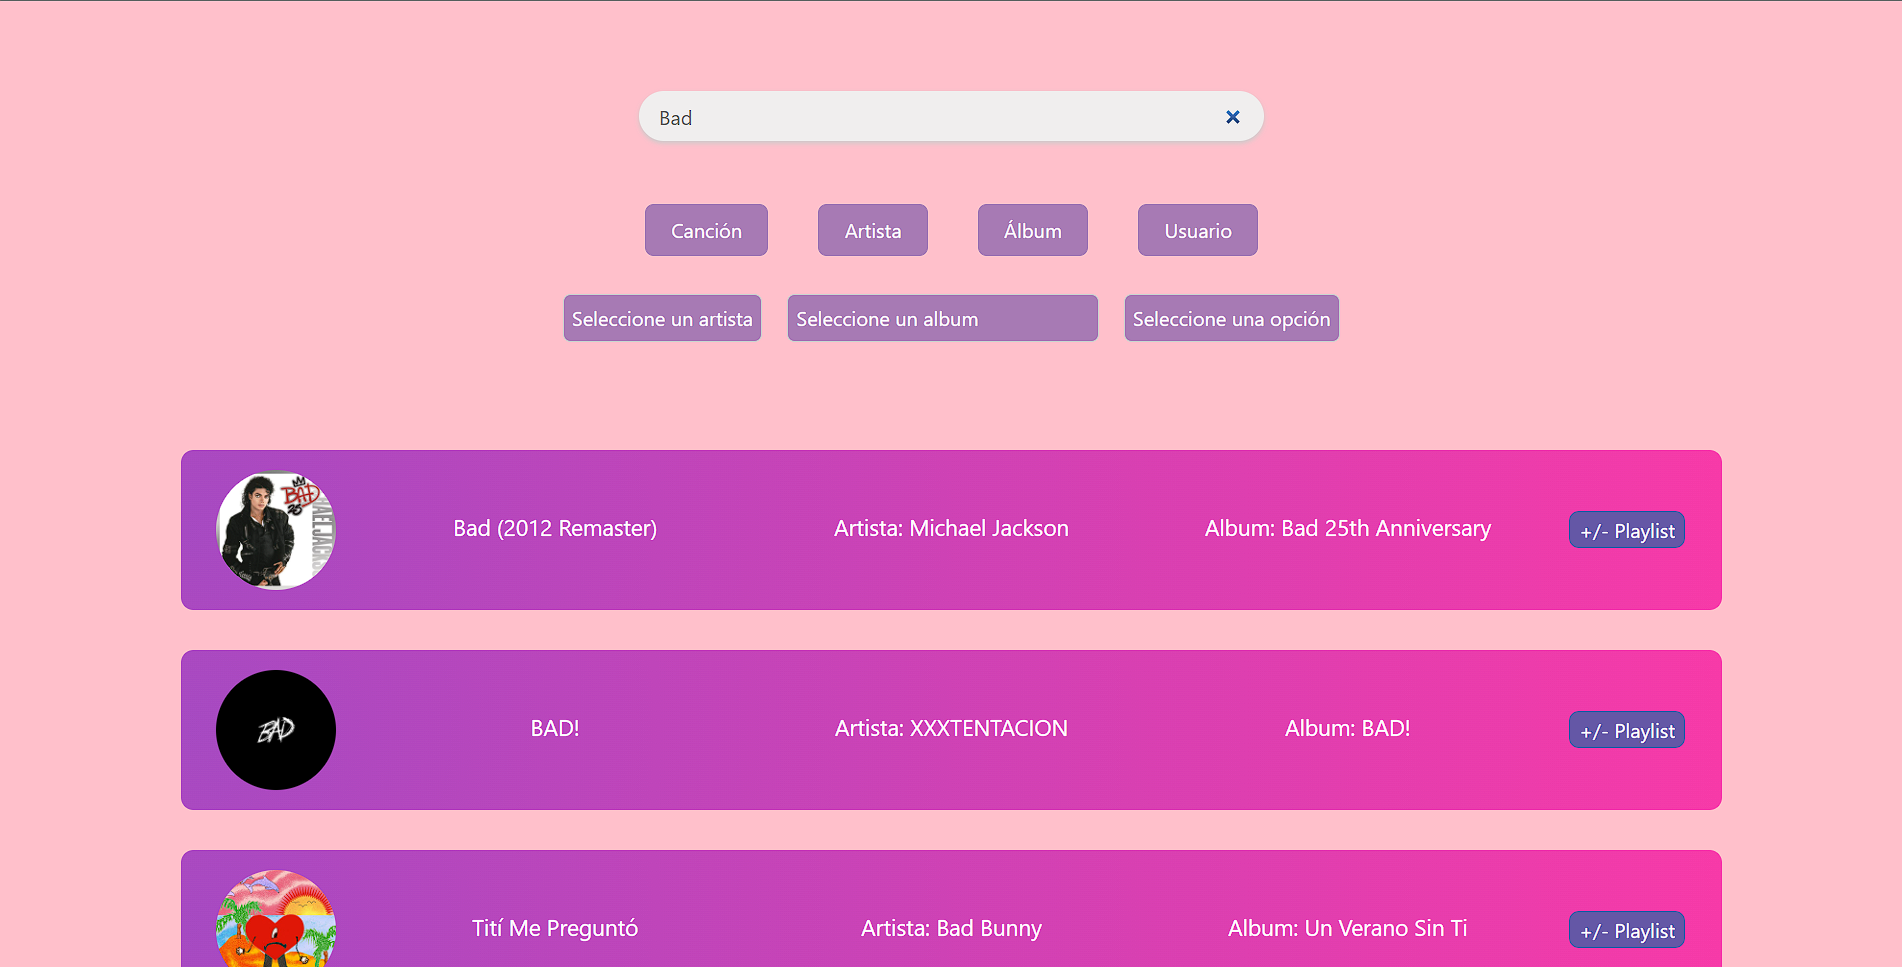 Bad
Canción Artista Álbum Usuario
Seleccione un artista Seleccione un album Seleccione una opción
BAD
25
Bad (2012 Remaster) Artista: Michael Jackson Album: Bad 25th Anniversary +/- Playlist
BAD
BAD! Artista: XXXTENTACION Album: BAD! +/- Playlist
Tití Me Preguntó Artista: Bad Bunny Album: Un Verano Sin Ti +/- Playlist